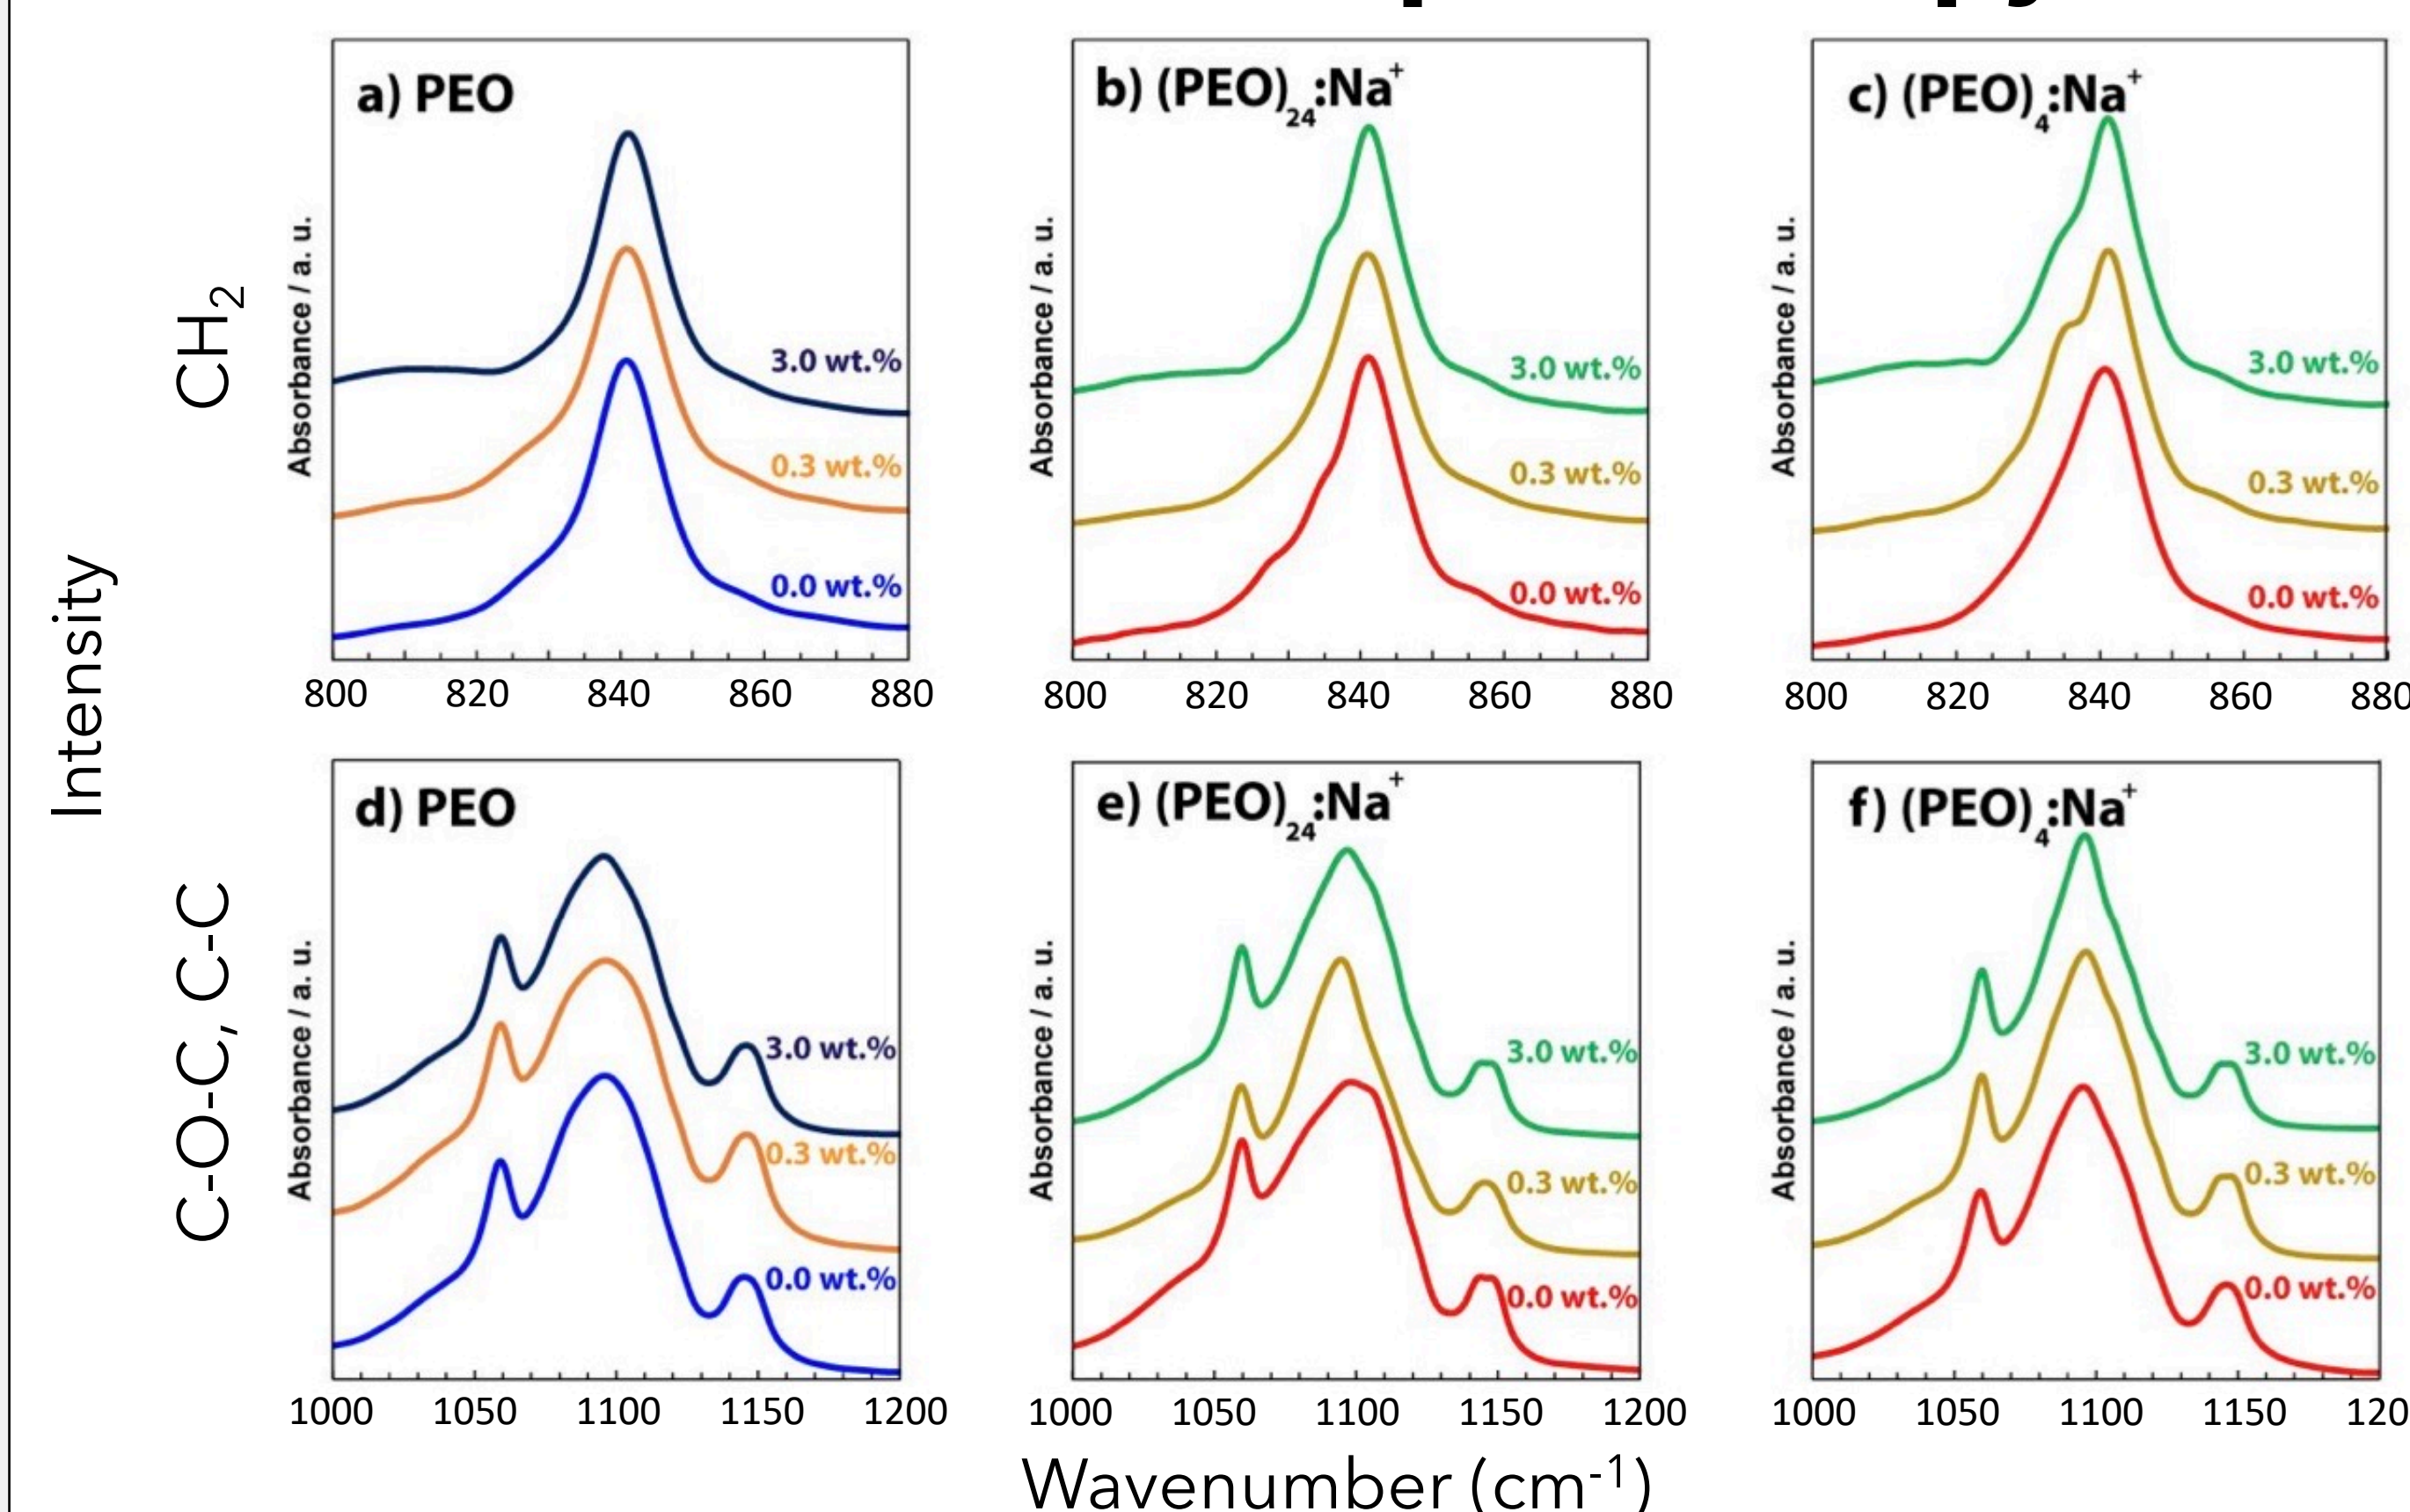 Intensity
CH₂
C-O-C, C-C
a) PEO
Absorbance / a. u.
3.0 wt.%
0.3 wt.%
0.0 wt.%
800 820 840 860 880
b) (PEO)₂₄:Na⁺
Absorbance / a. u.
3.0 wt.%
0.3 wt.%
0.0 wt.%
800 820 840 860 880
c) (PEO)₄:Na⁺
Absorbance / a. u.
3.0 wt.%
0.3 wt.%
0.0 wt.%
800 820 840 860 880
d) PEO
Absorbance / a. u.
3.0 wt.%
0.3 wt.%
0.0 wt.%
1000 1050 1100 1150 1200
e) (PEO)₂₄:Na⁺
Absorbance / a. u.
3.0 wt.%
0.3 wt.%
0.0 wt.%
1000 1050 1100 1150 1200
f) (PEO)₄:Na⁺
Absorbance / a. u.
3.0 wt.%
0.3 wt.%
0.0 wt.%
1000 1050 1100 1150 120
Wavenumber (cm⁻¹)